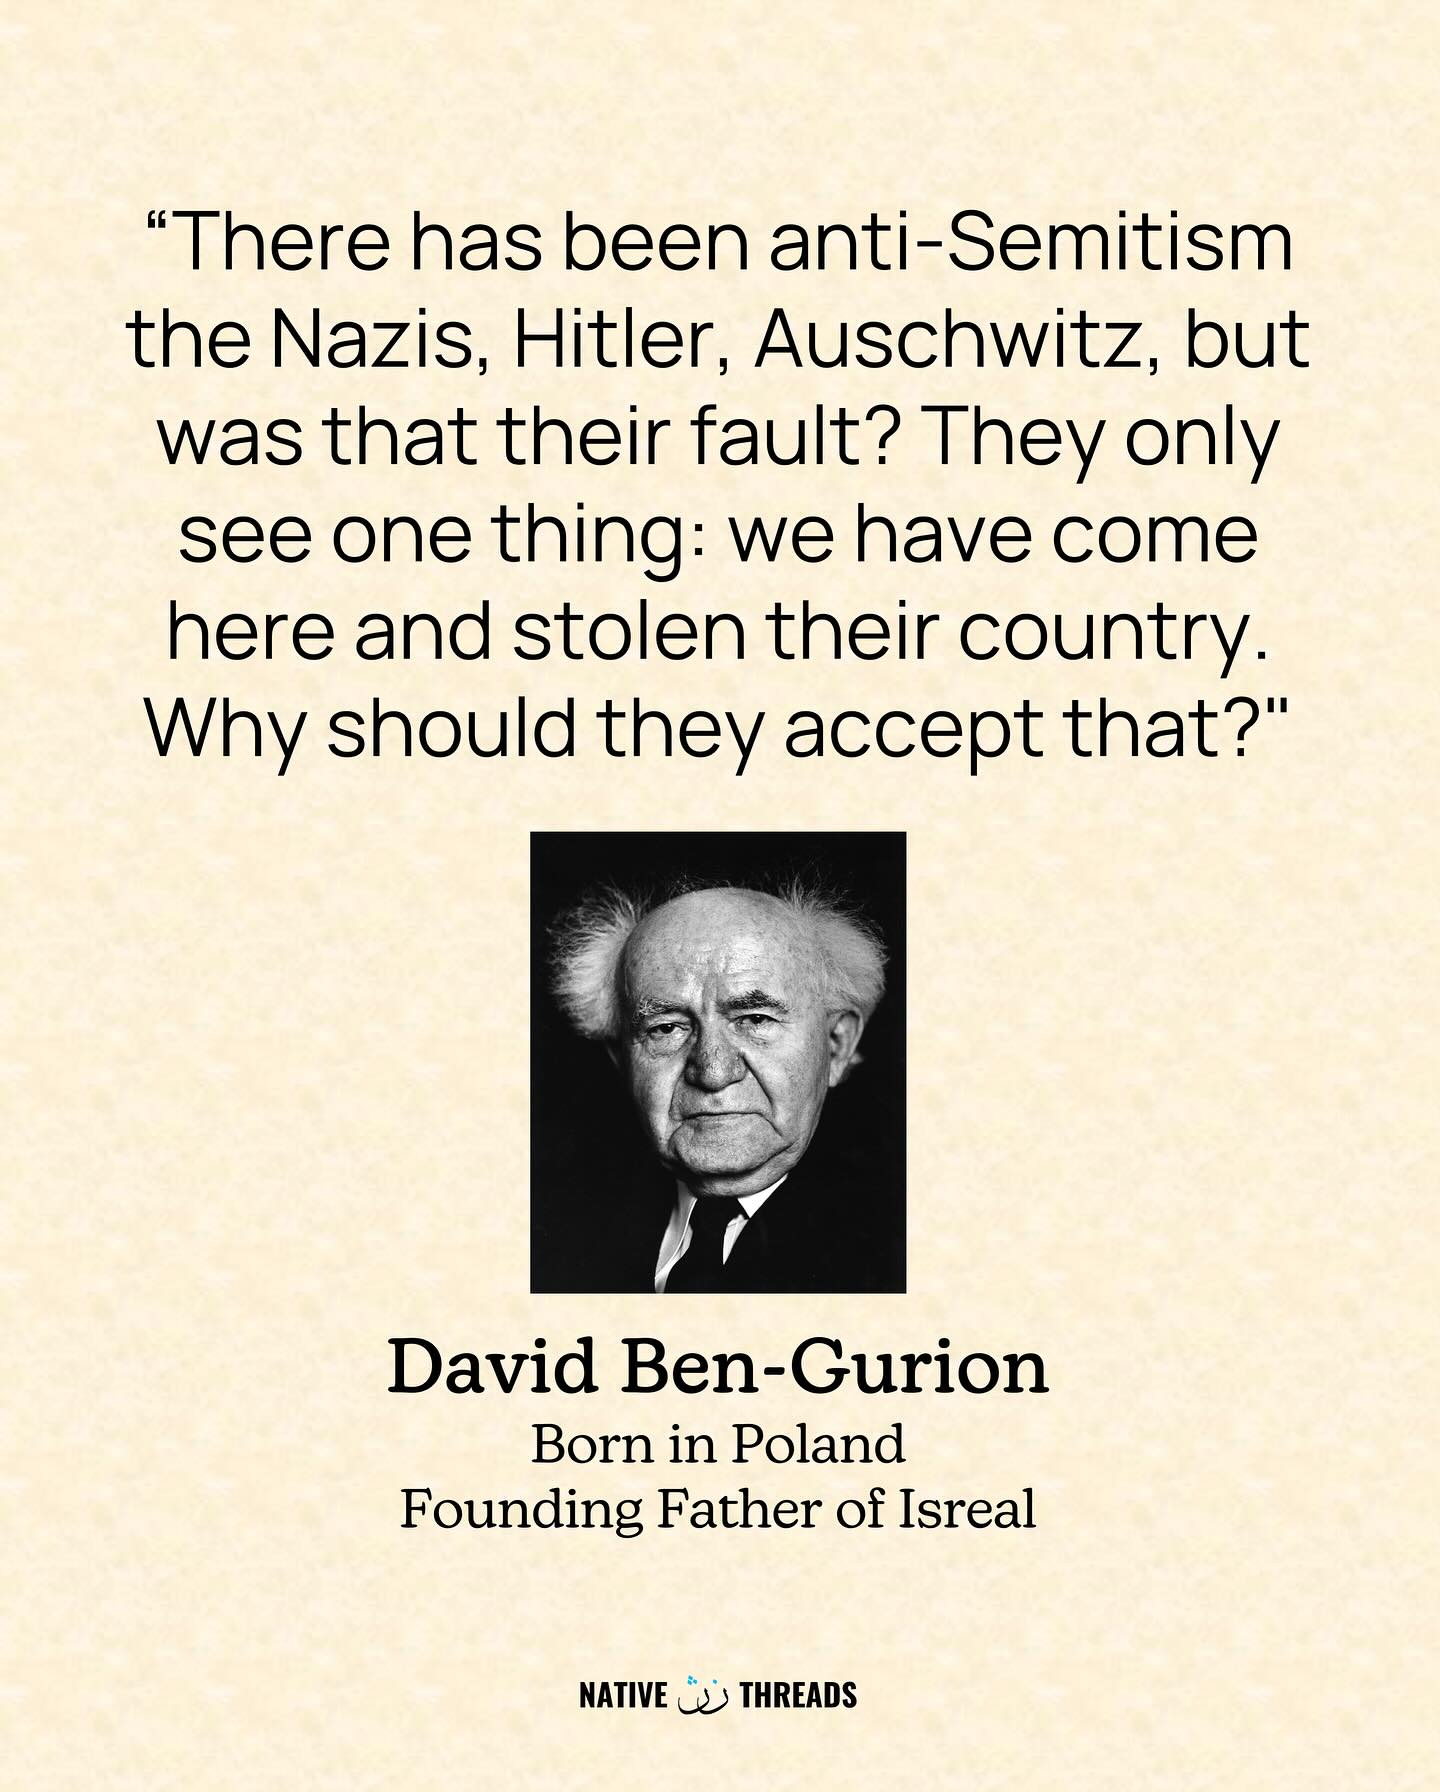 “There has been anti-Semitism
the Nazis, Hitler, Auschwitz, but
was that their fault? They only
see one thing: we have come
here and stolen their country.
Why should they accept that?"
David Ben-Gurion
Born in Poland
Founding Father of Isreal
NATIVE THREADS